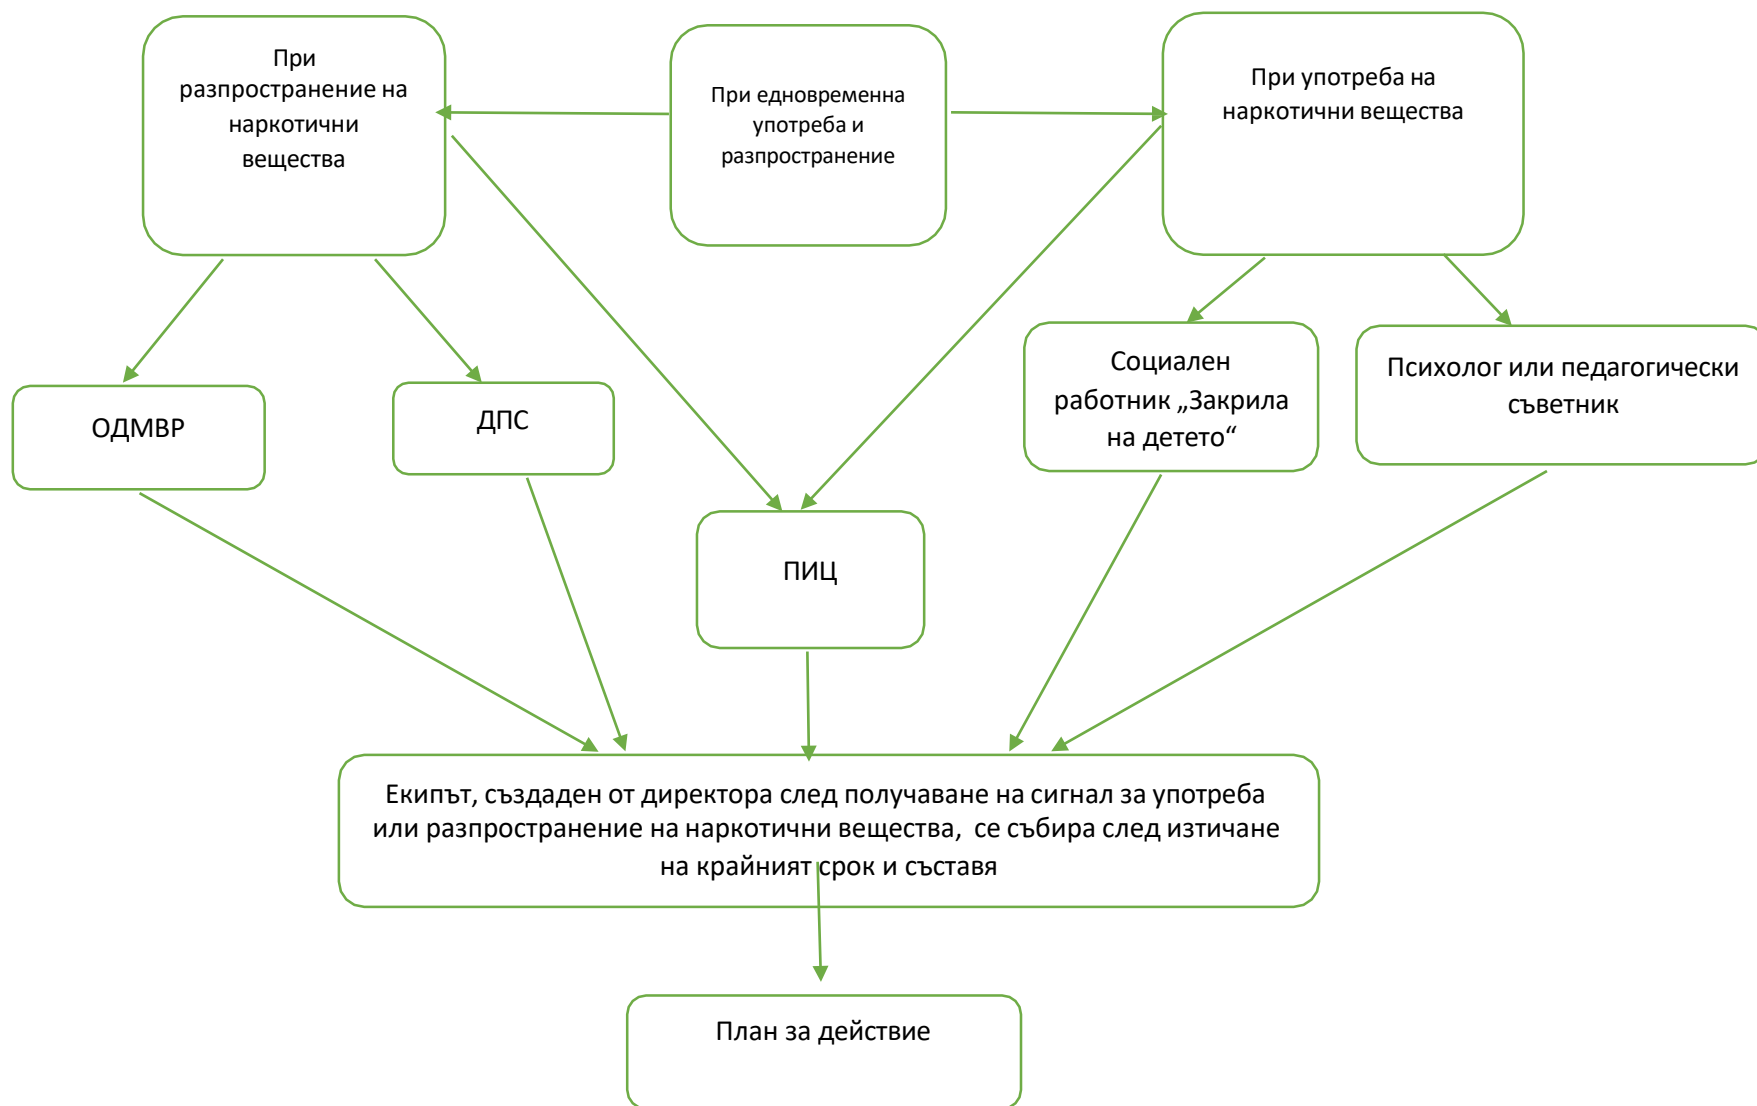 При
разпространение на
наркотични
вещества
При едновременна
употреба и
разпространение
При употреба на
наркотични вещества
ОДМВР
ДПС
Социален
работник „Закрила
на детето“
Психолог или педагогически
съветник
ПИЦ
Екипът, създаден от директора след получаване на сигнал за употреба
или разпространение на наркотични вещества, се събира след изтичане
на крайният срок и съставя
План за действие